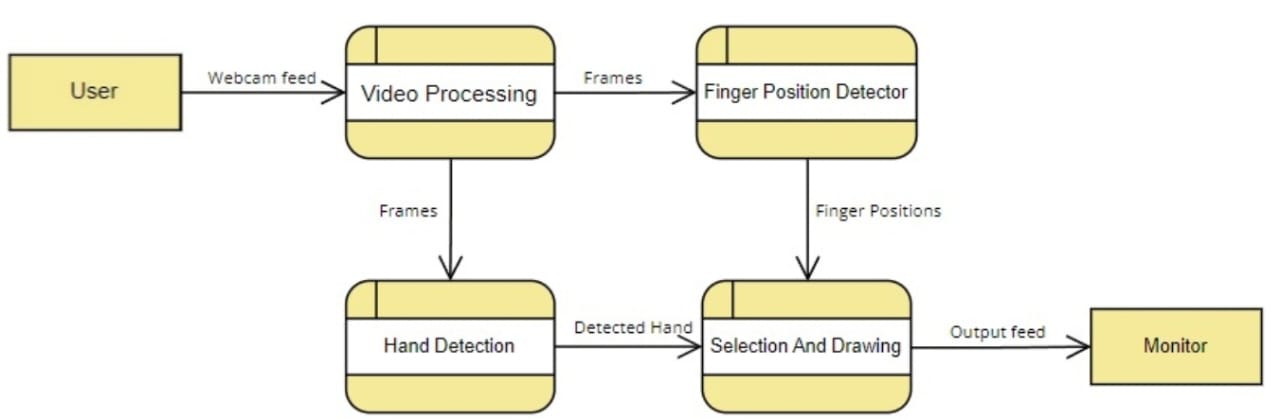 User
Webcam feed
Video Processing
Frames
Finger Position Detector
Frames
Finger Positions
Hand Detection
Detected Hand
Selection And Drawing
Output feed
Monitor